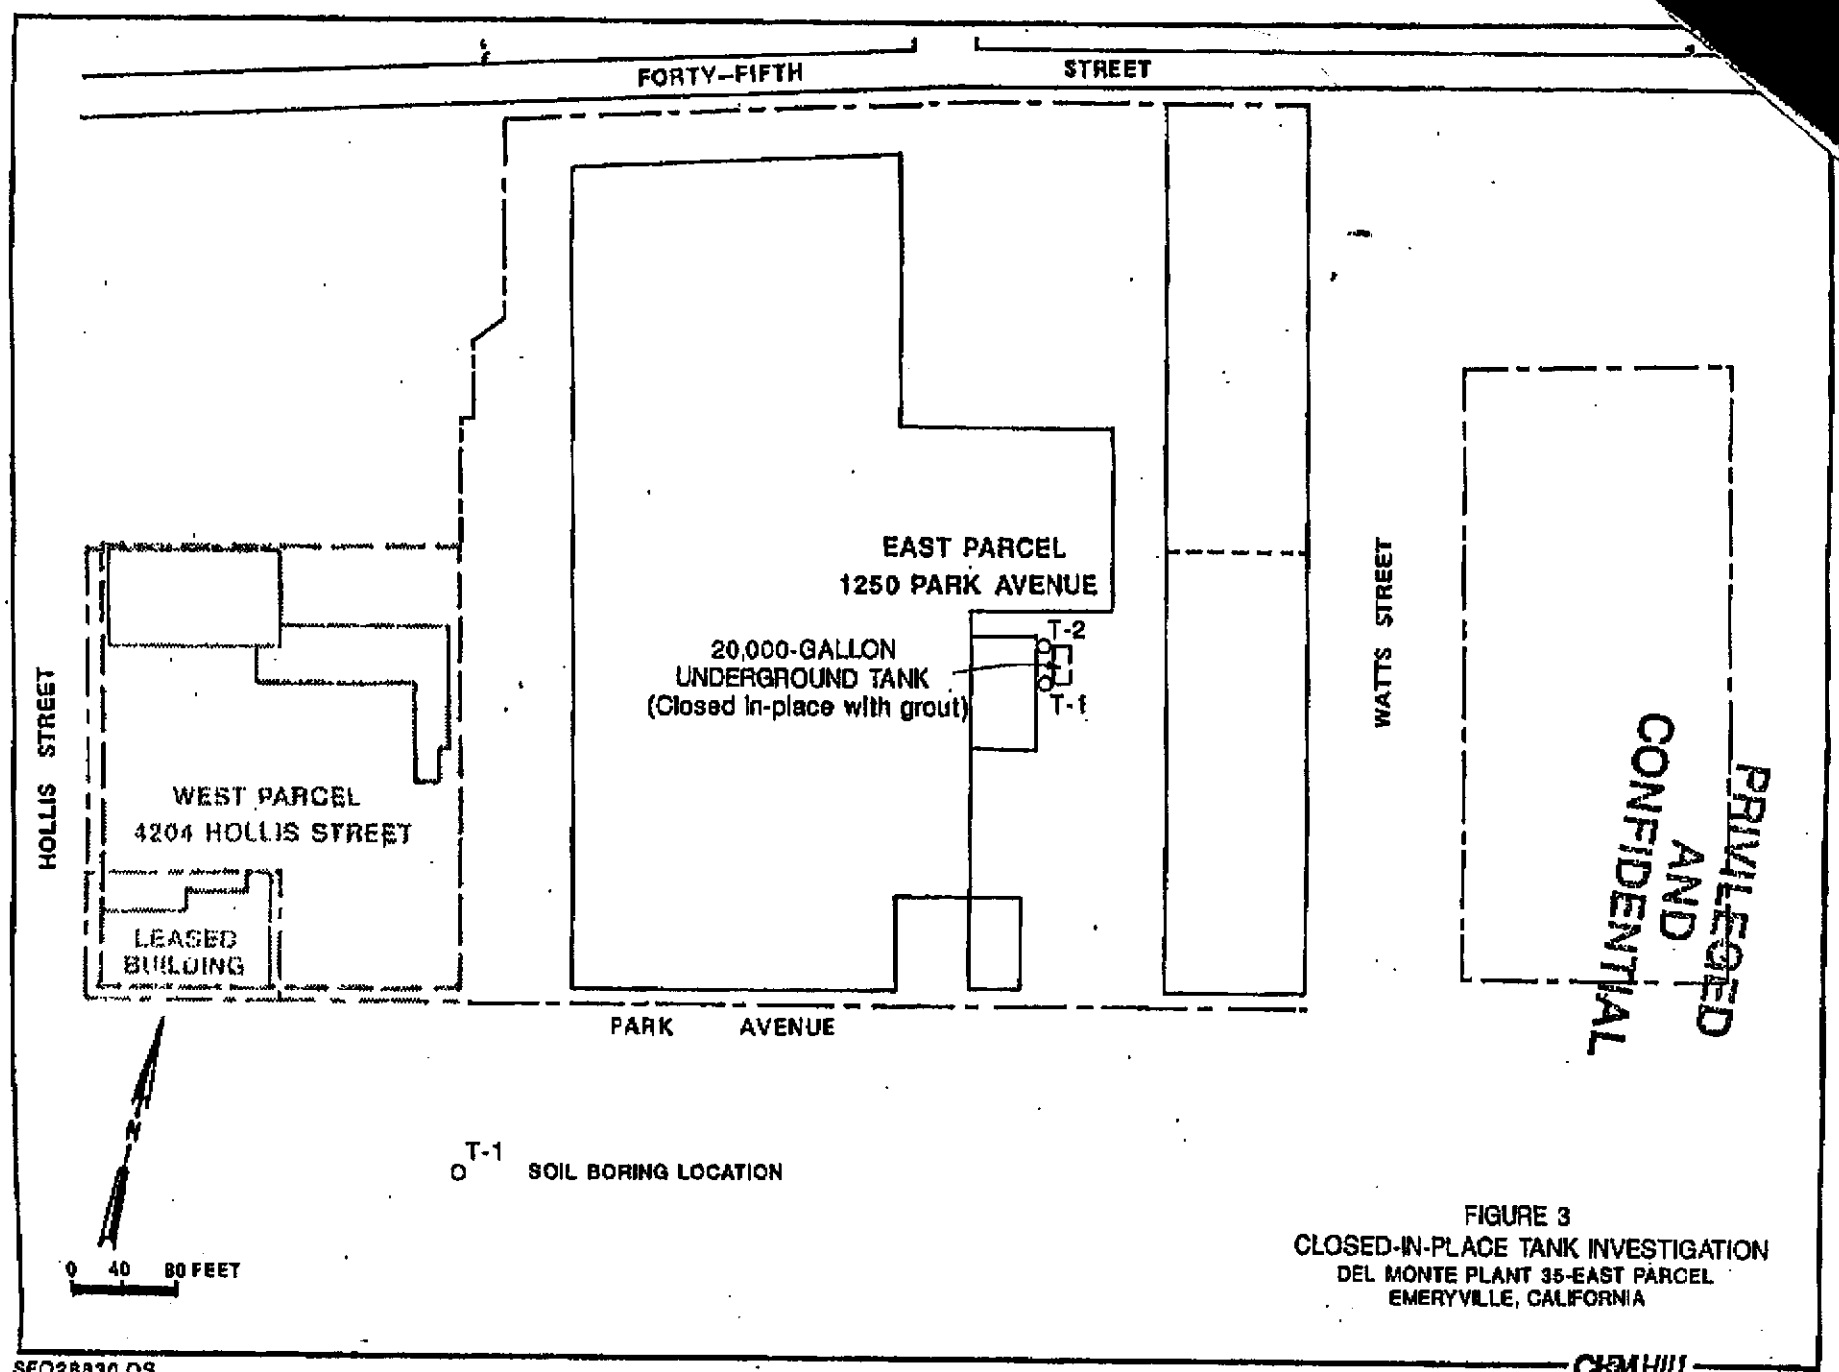 FORTY-FIFTH STREET
EAST PARCEL
1250 PARK AVENUE
20,000-GALLON
UNDERGROUND TANK
(Closed in-place with grout)
T-2
T-1
HOLLIS STREET
WATTS STREET
WEST PARCEL
4204 HOLLIS STREET
LEASED
BUILDING
PARK AVENUE
PRIVILEGED
AND
CONFIDENTIAL
N
T-1
SOIL BORING LOCATION
0 40 80 FEET
FIGURE 3
CLOSED-IN-PLACE TANK INVESTIGATION
DEL MONTE PLANT 35-EAST PARCEL
EMERYVILLE, CALIFORNIA
CH2M HILL